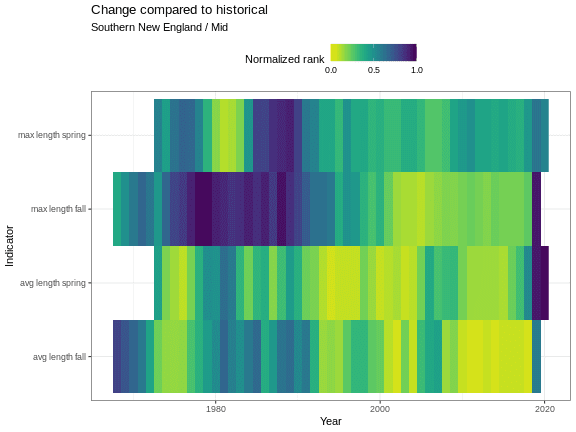 Change compared to historical
Southern New England / Mid
Normalized rank
0.0 0.5 1.0
max length spring
max length fall
avg length spring
avg length fall
Indicator
1980 2000 2020
Year